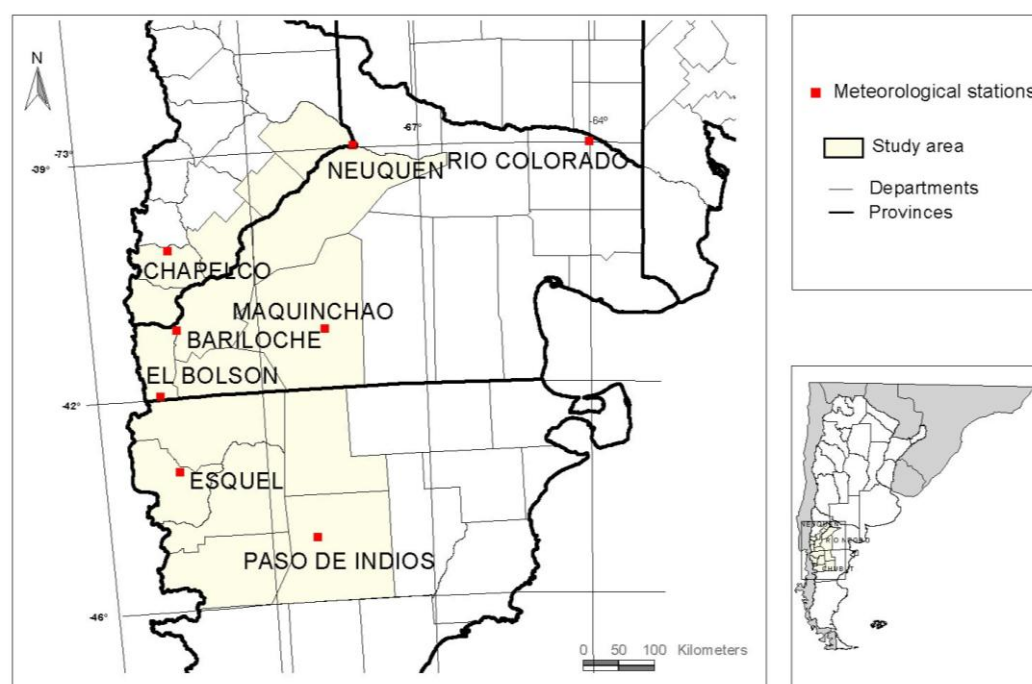 N
-73°
-39°
-67°
-64º
NEUQUEN
RIO COLORADO
CHAPELCO
MAQUINCHAO
BARILOCHE
EL BOLSON
-42°
ESQUEL
PASO DE INDIOS
-46°
0 50 100 Kilometers
Meteorological stations
Study area
Departments
Provinces